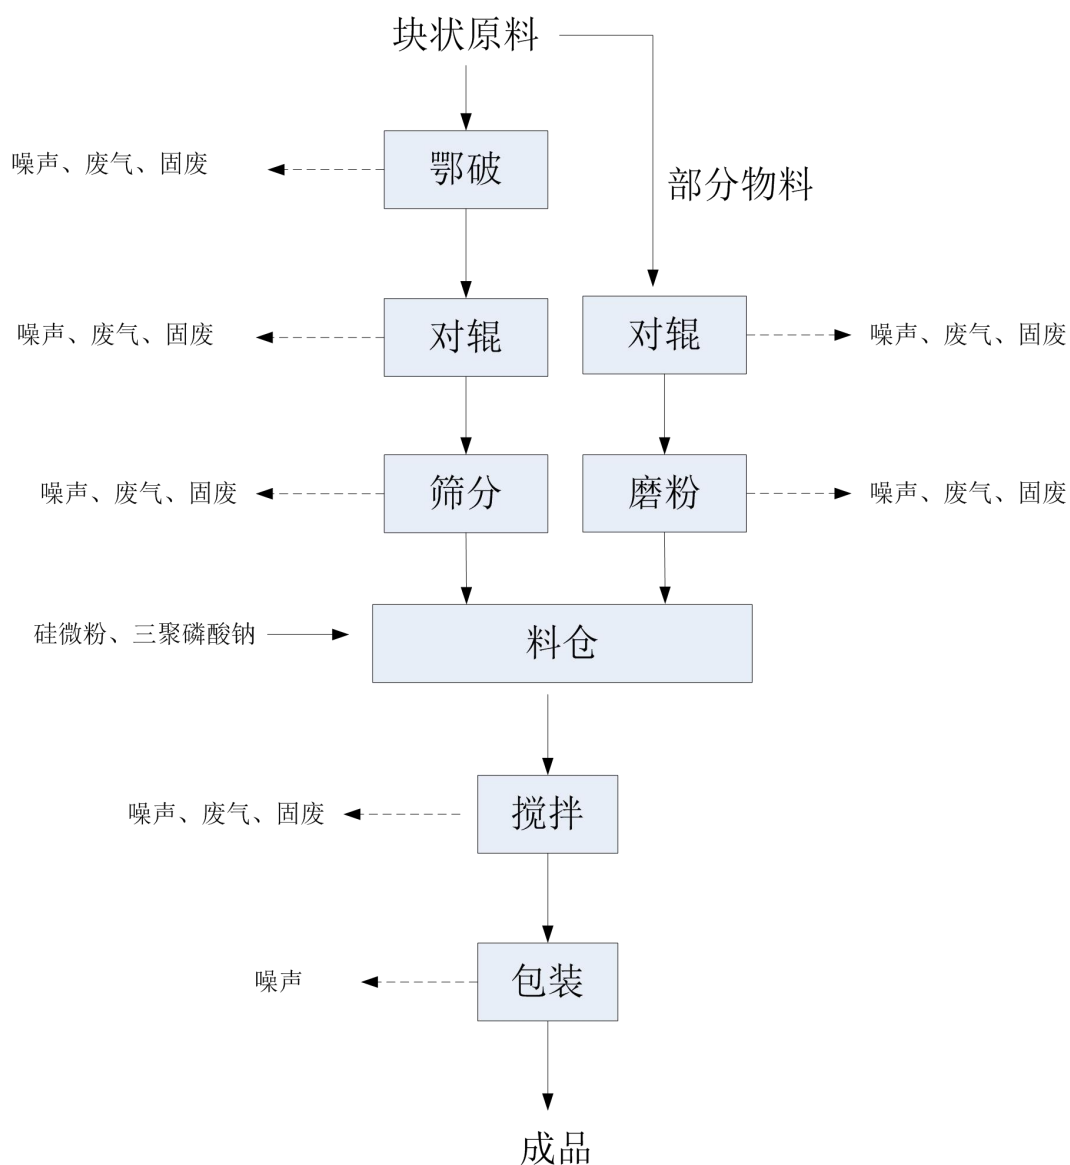 块状原料
噪声、废气、固废
鄂破
部分物料
噪声、废气、固废
对辊
对辊
噪声、废气、固废
噪声、废气、固废
筛分
磨粉
噪声、废气、固废
硅微粉、三聚磷酸钠
料仓
噪声、废气、固废
搅拌
噪声
包装
成品